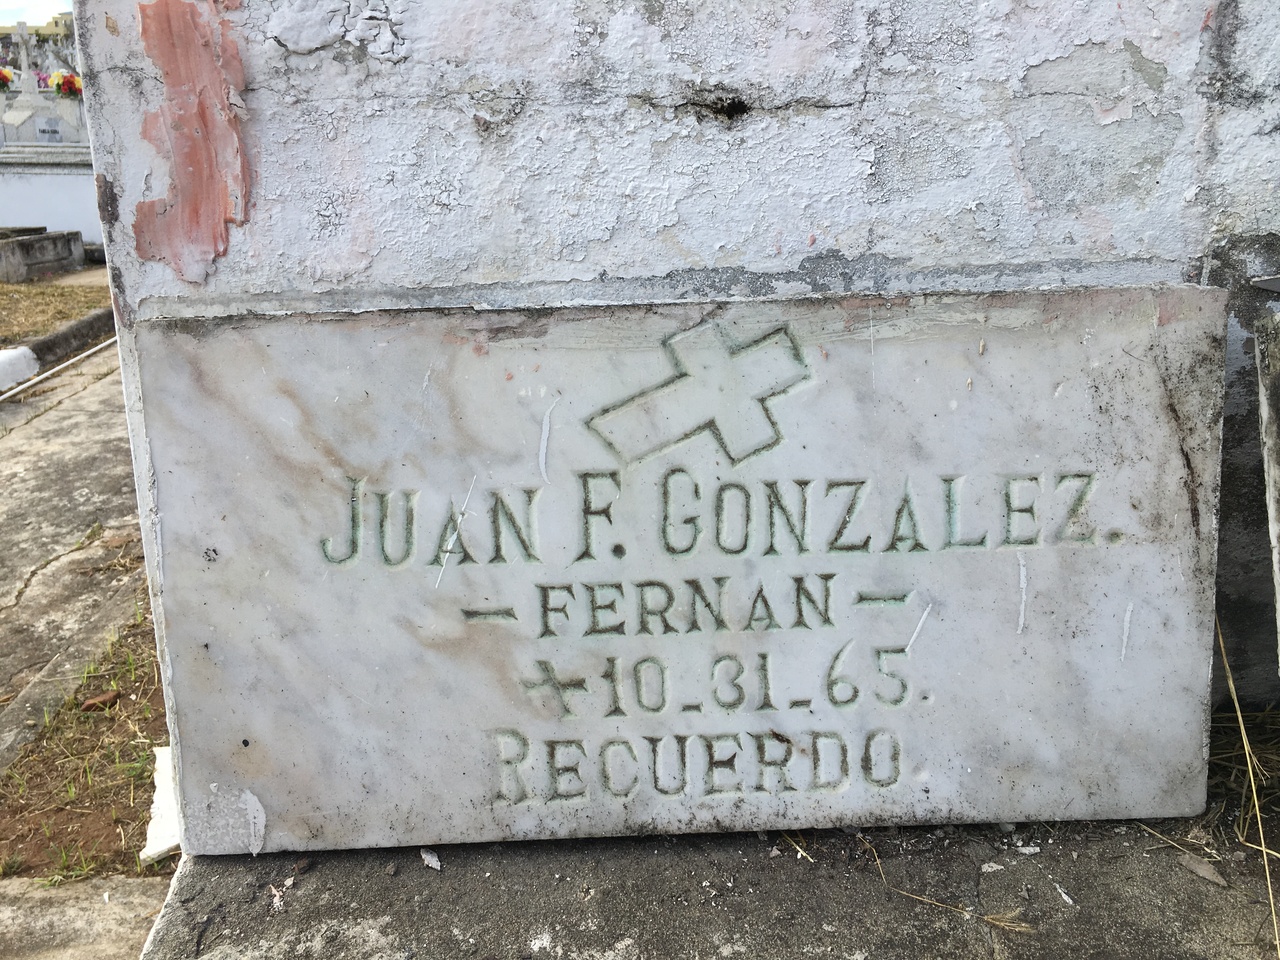 JUAN F. GONZALEZ.
- FERNAN -
10-31-65.
RECUERDO